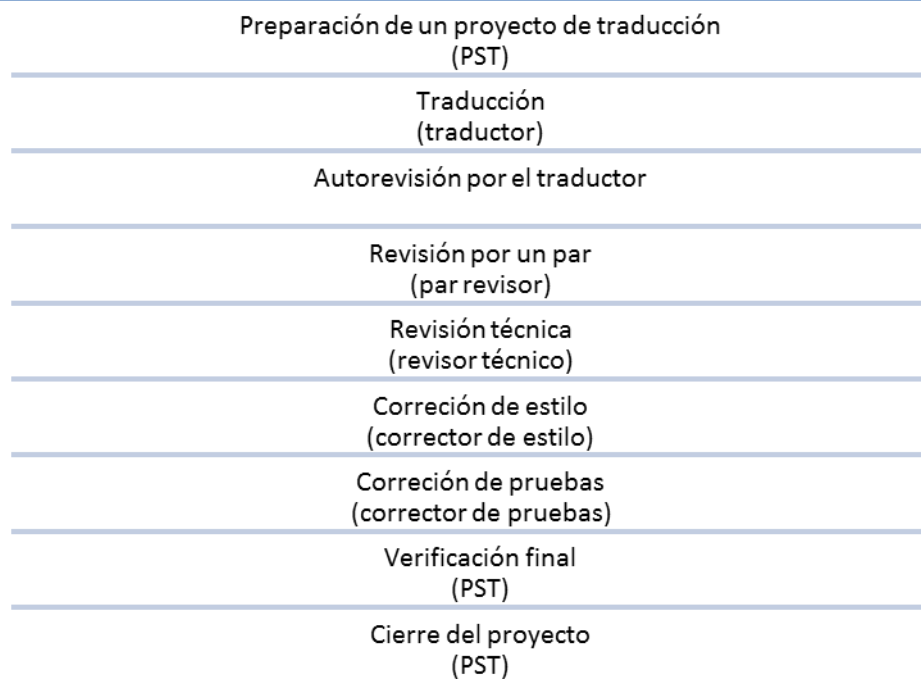 Preparación de un proyecto de traducción
(PST)
Traducción
(traductor)
Autorevisión por el traductor
Revisión por un par
(par revisor)
Revisión técnica
(revisor técnico)
Correción de estilo
(corrector de estilo)
Correción de pruebas
(corrector de pruebas)
Verificación final
(PST)
Cierre del proyecto
(PST)